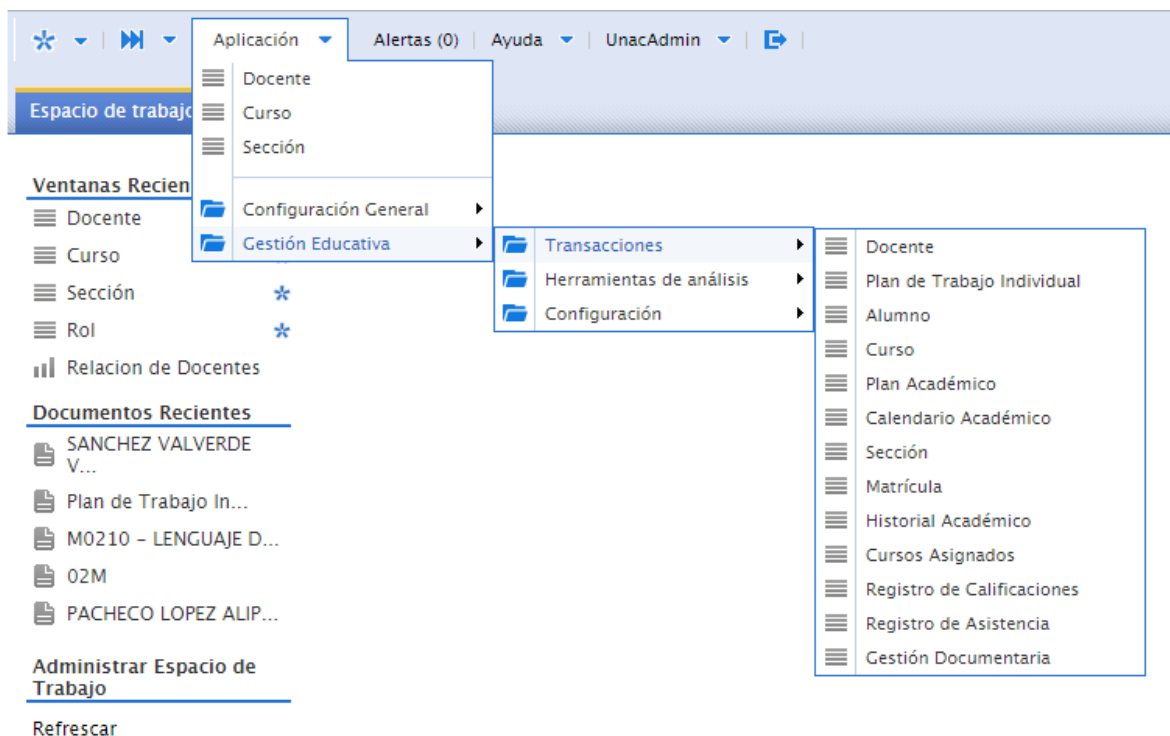 Aplicación
Alertas (0)
Ayuda
UnacAdmin
Docente
Curso
Sección
Configuración General
Gestión Educativa
Transacciones
Herramientas de análisis
Configuración
Docente
Plan de Trabajo Individual
Alumno
Curso
Plan Académico
Calendario Académico
Sección
Matrícula
Historial Académico
Cursos Asignados
Registro de Calificaciones
Registro de Asistencia
Gestión Documentaria
Espacio de trabajo
Ventanas Recien
Docente
Curso
Sección
Rol
Relacion de Docentes
Documentos Recientes
SANCHEZ VALVERDE
V...
Plan de Trabajo In...
M0210 – LENGUAJE D...
02M
PACHECO LOPEZ ALIP...
Administrar Espacio de
Trabajo
Refrescar